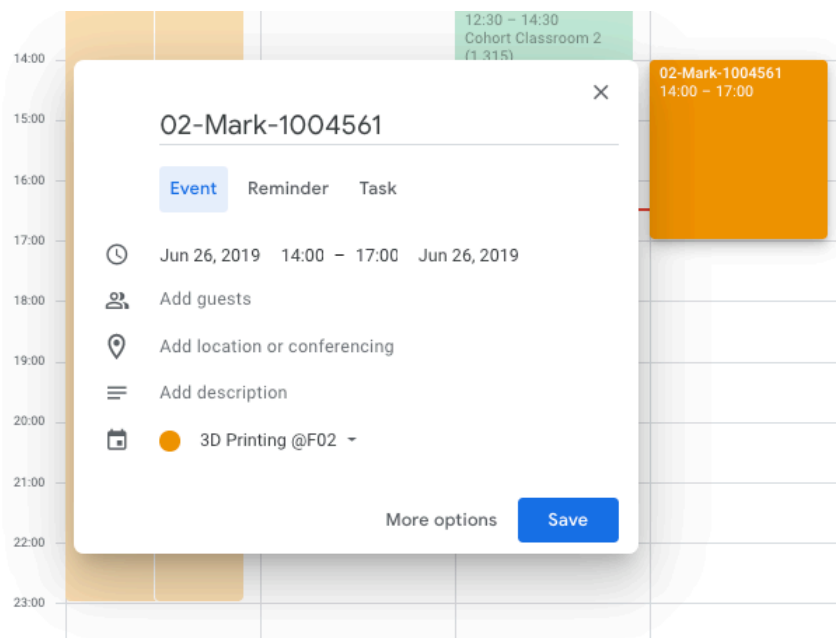 12:30 – 14:30
Cohort Classroom 2
(1.315)
14:00
02-Mark-1004561
14:00 – 17:00
02-Mark-1004561
15:00
Event Reminder Task
16:00
17:00
Jun 26, 2019 14:00 – 17:00 Jun 26, 2019
Add guests
18:00
Add location or conferencing
19:00
Add description
20:00
3D Printing @F02
21:00
More options Save
22:00
23:00